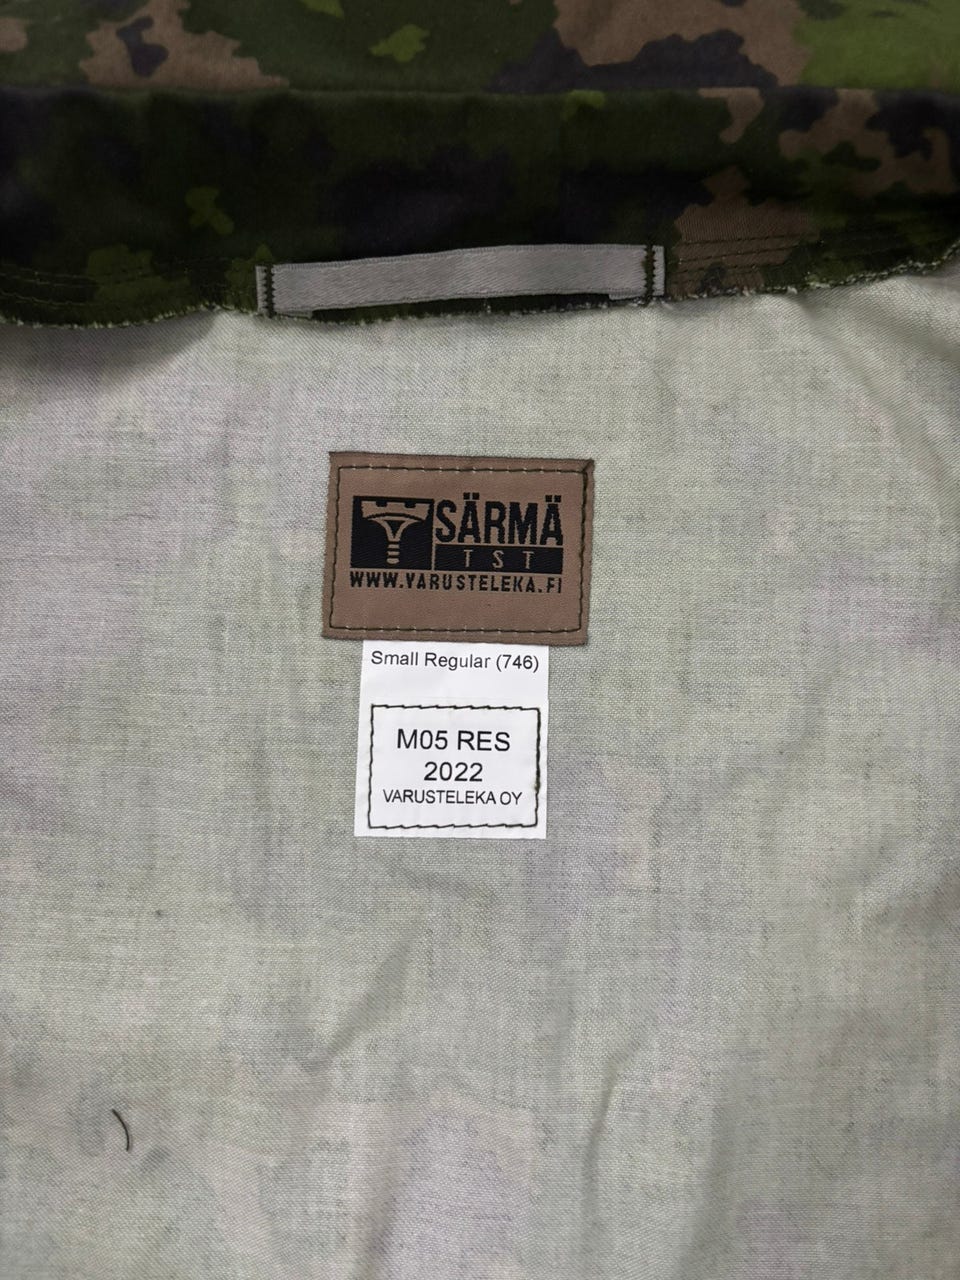 SÄRMÄ
TST
WWW.VARUSTELEKA.FI
Small Regular (746)
M05 RES
2022
VARUSTELEKA OY